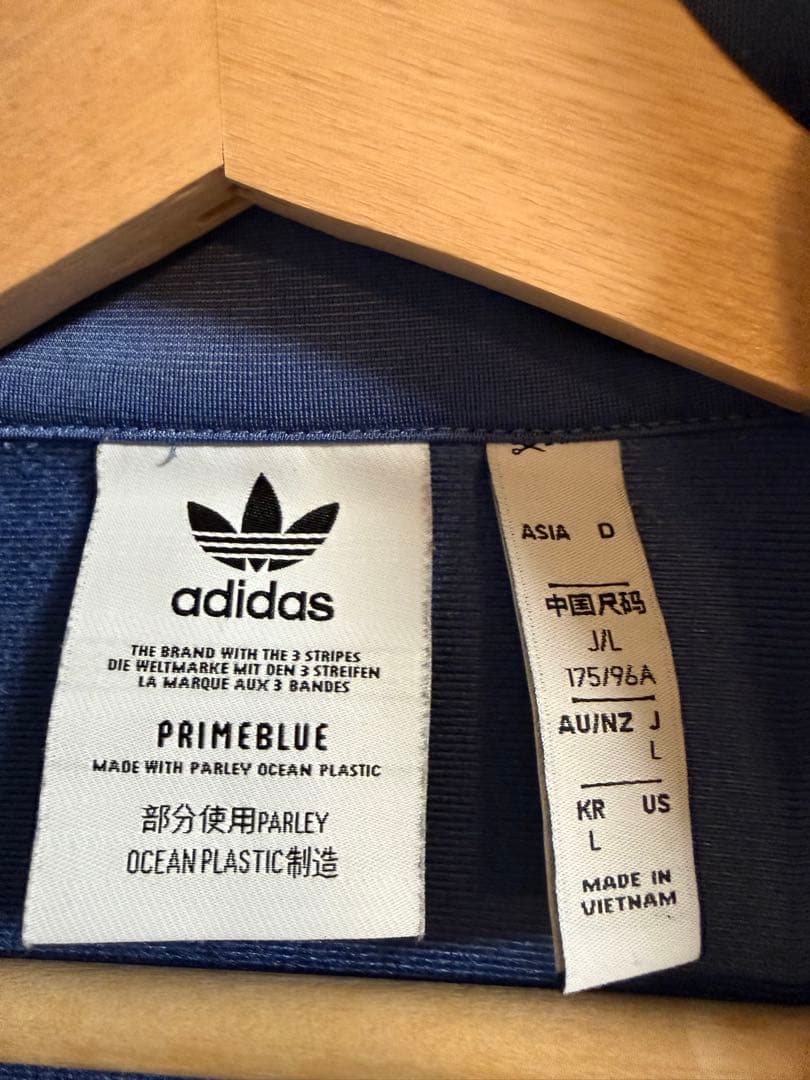 adidas
THE BRAND WITH THE 3 STRIPES
DIE WELTMARKE MIT DEN 3 STREIFEN
LA MARQUE AUX 3 BANDES
PRIMEBLUE
MADE WITH PARLEY OCEAN PLASTIC
部分使用PARLEY
OCEAN PLASTIC制造
ASIA D
中国尺码
J/L
175/96A
AU/NZ J
L
KR US
L
MADE IN
VIETNAM